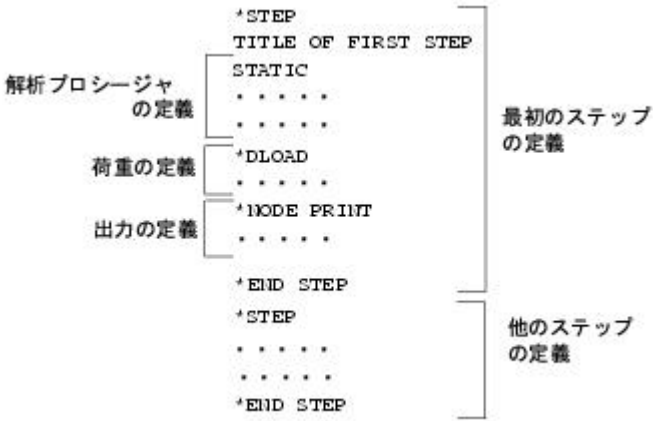 *STEP
TITLE OF FIRST STEP
解析プロシージャ
の定義
STATIC
. . . . .
. . . . .
荷重の定義
*DLOAD
. . . . .
出力の定義
*NODE PRINT
. . . . .
*END STEP
最初のステップ
の定義
*STEP
. . . . .
. . . . .
*END STEP
他のステップ
の定義